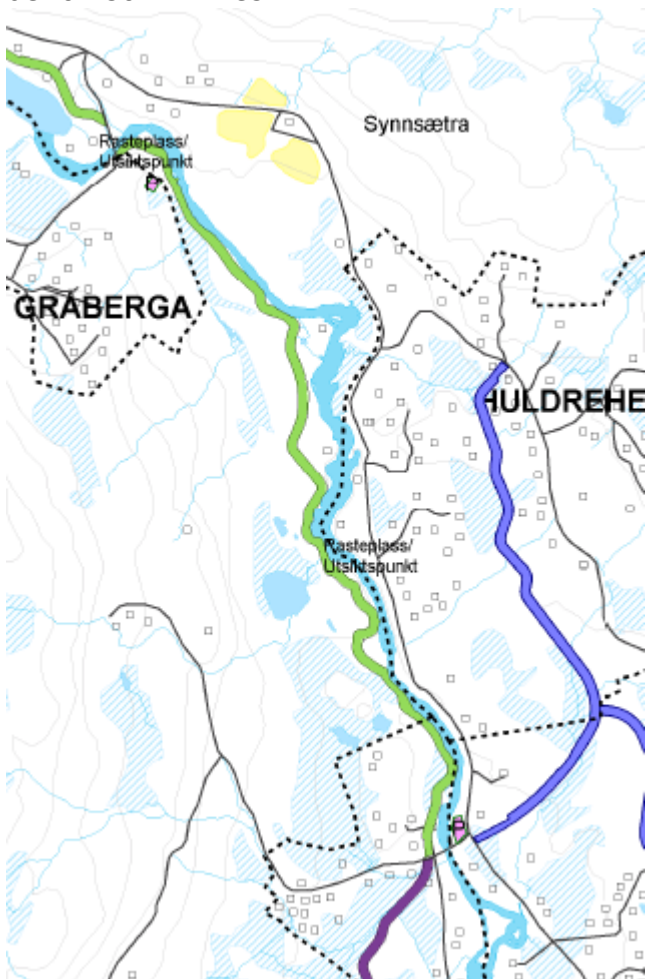 Synnsætra
Rasteplass/
Utsiktspunkt
GRÅBERGA
HULDREHE
Rasteplass/
Utsiktspunkt